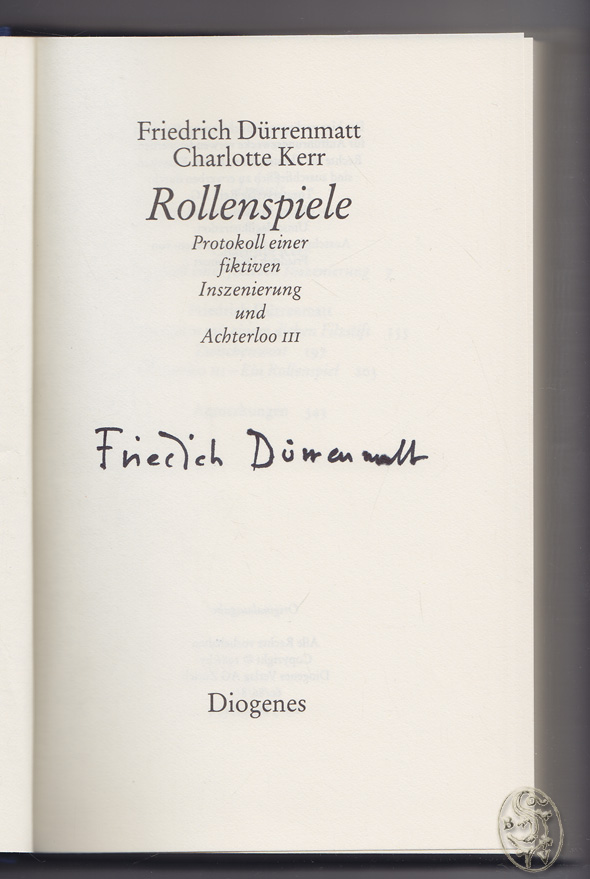 Friedrich Dürrenmatt
Charlotte Kerr
Rollenspiele
Protokoll einer
fiktiven
Inszenierung
und
Achterloo III
Friedrich Dürrenmatt
Diogenes